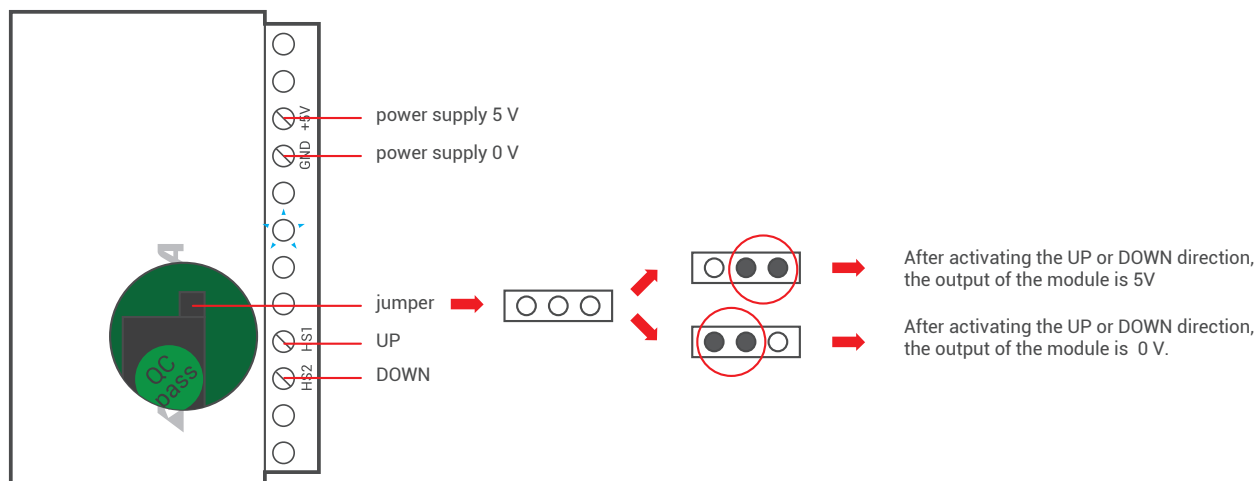 +5V
power supply 5 V
GND
power supply 0 V
After activating the UP or DOWN direction,
the output of the module is 5V
jumper
HS1
UP
After activating the UP or DOWN direction,
the output of the module is 0 V.
HS2
DOWN
QC
pass